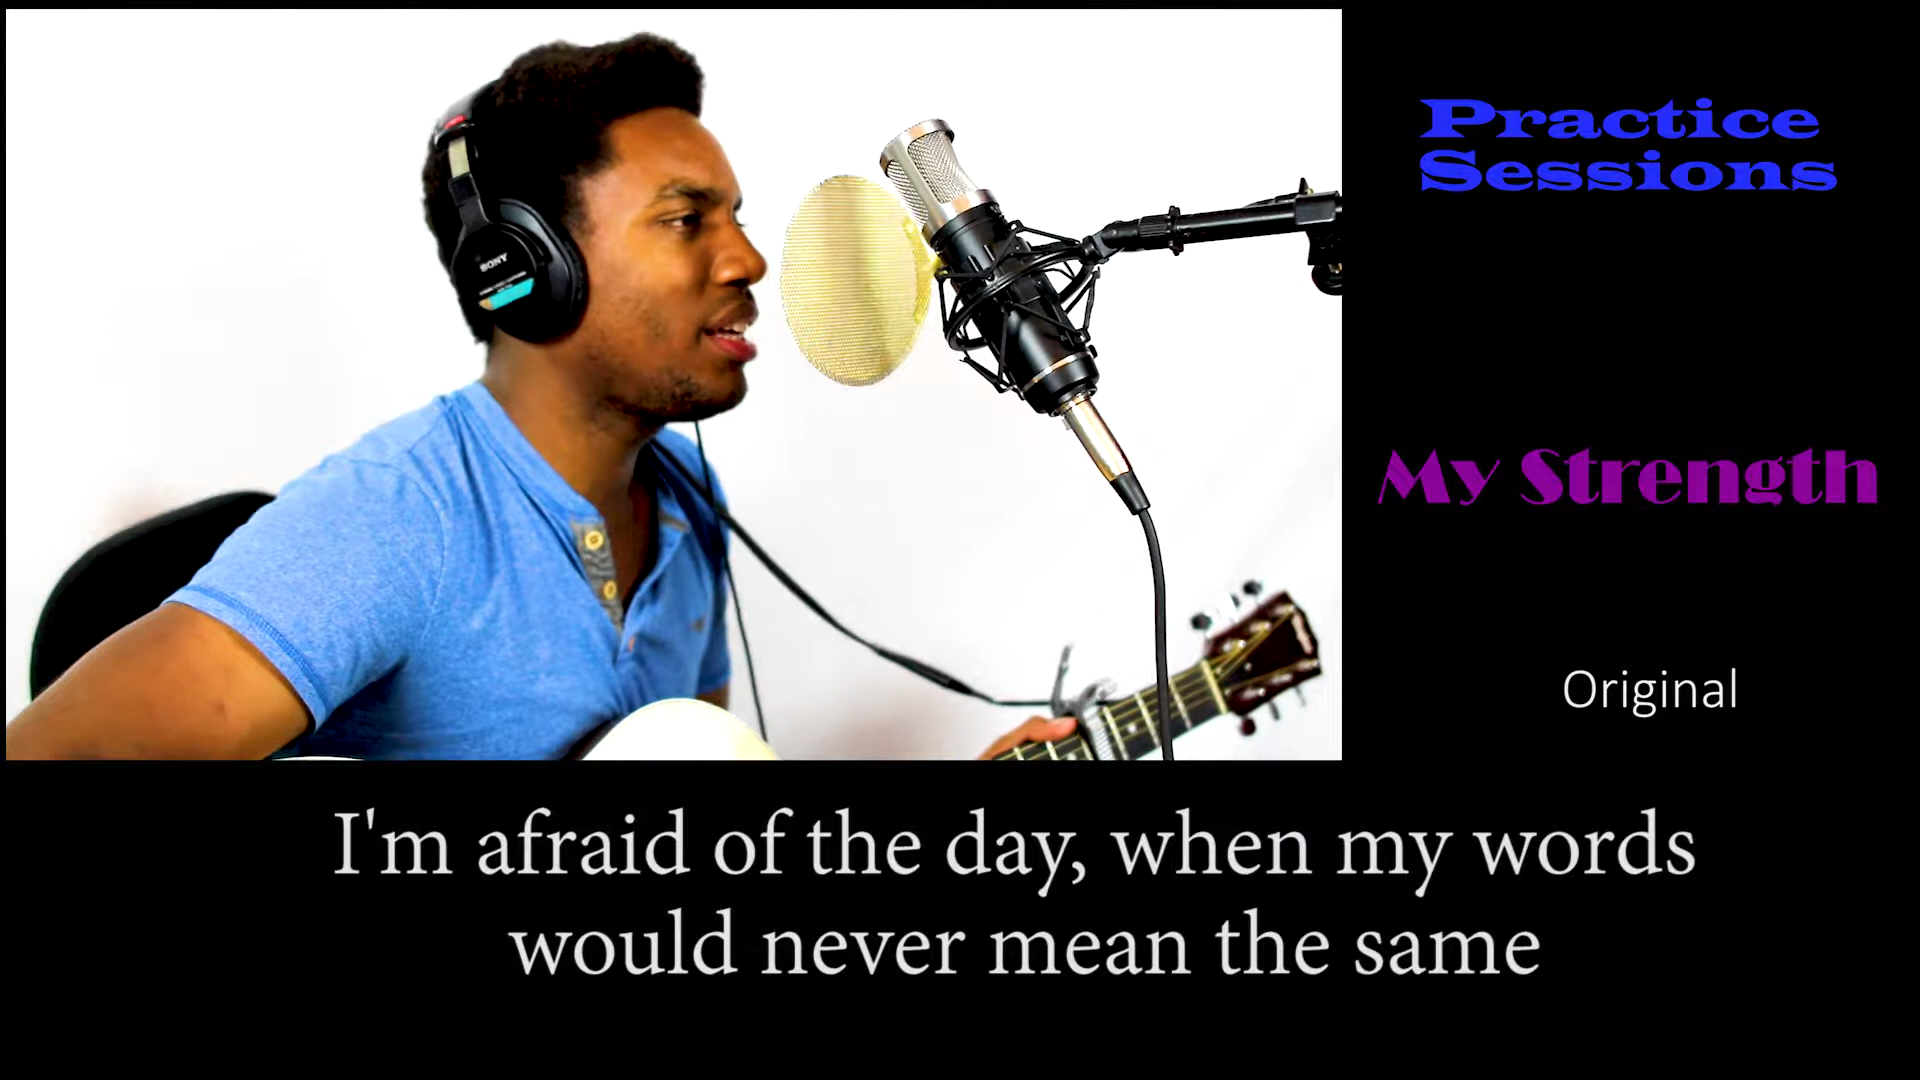 Practice
Sessions
SONY
My Strength
Original
I'm afraid of the day, when my words
would never mean the same